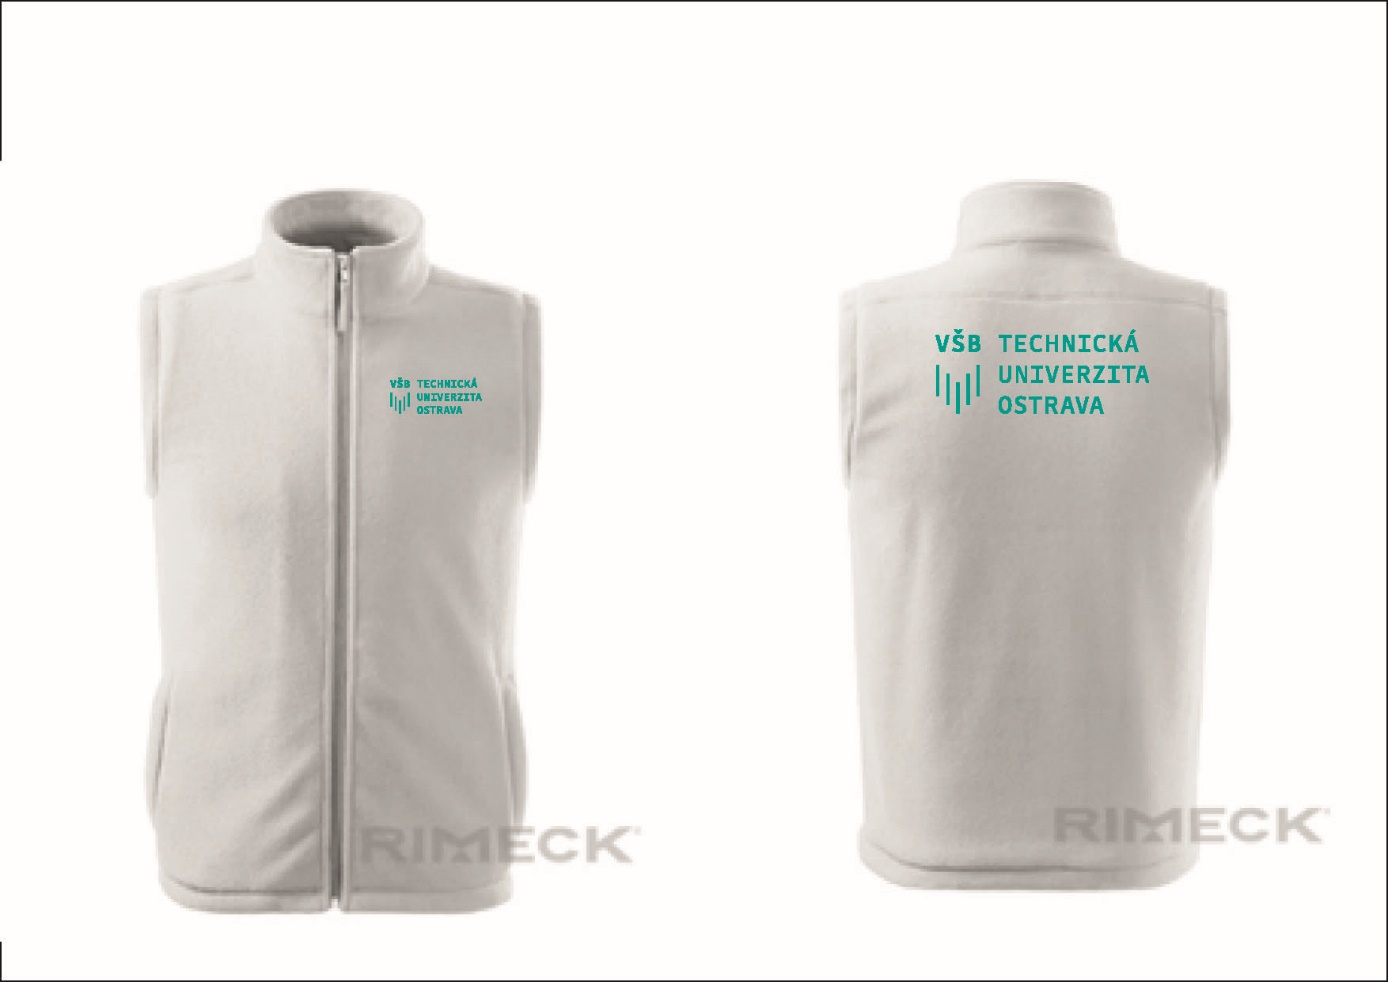 VŠB TECHNICKÁ
UNIVERZITA
OSTRAVA
RIMECK
VŠB TECHNICKÁ
UNIVERZITA
OSTRAVA
RIMECK